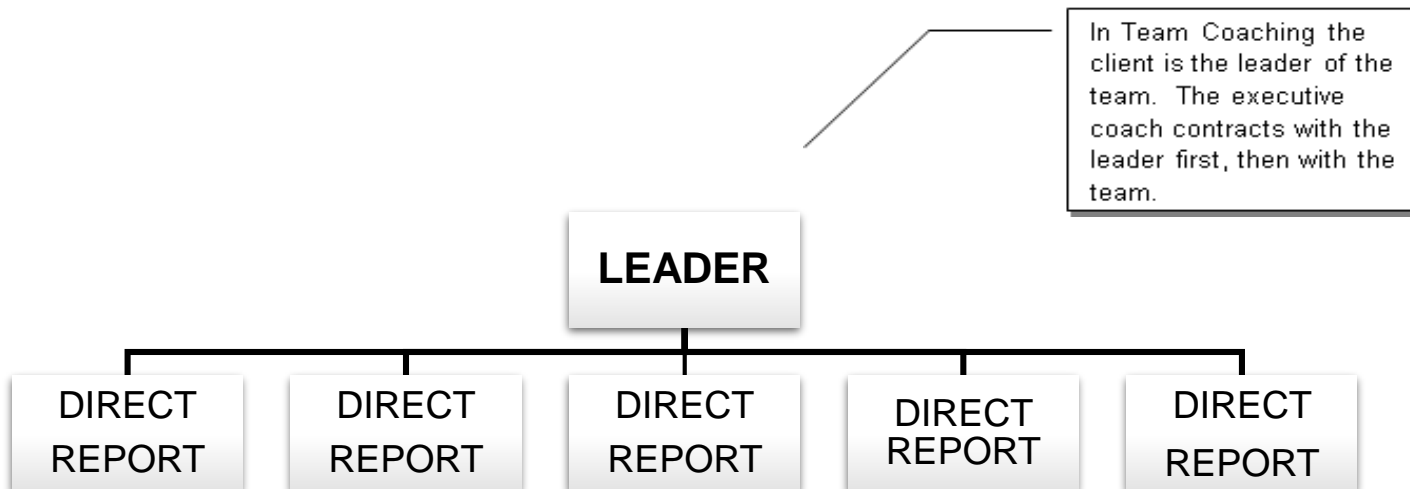 In Team Coaching the
client is the leader of the
team. The executive
coach contracts with the
leader first, then with the
team.
LEADER
DIRECT
REPORT
DIRECT
REPORT
DIRECT
REPORT
DIRECT
REPORT
DIRECT
REPORT